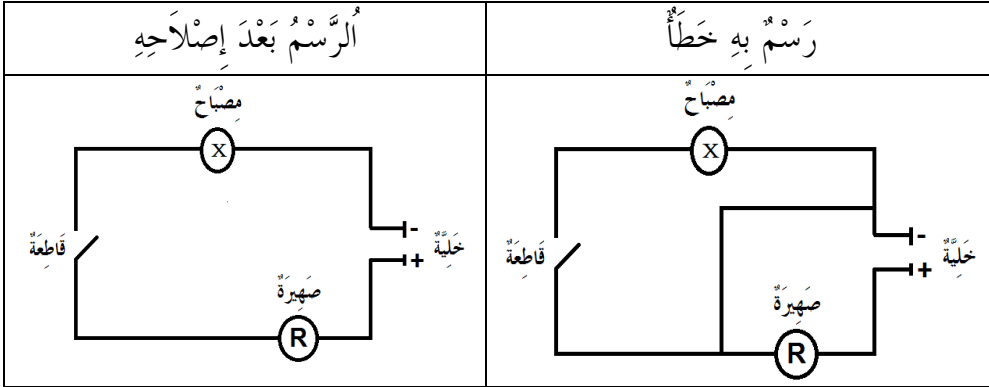 رَسْمٌ بِهِ خَطَأٌ
اُلرَّسْمُ بَعْدَ إِصْلَاحِهِ
مِصْبَاحٌ
X
قَاطِعَةٌ
-
+
خَلِيَّةٌ
صَهِيرَةٌ
R
مِصْبَاحٌ
X
قَاطِعَةٌ
-
+
خَلِيَّةٌ
صَهِيرَةٌ
R